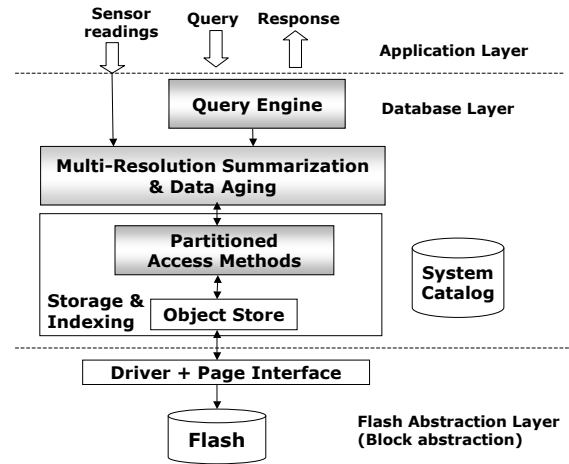 Sensor readings
Query
Response
Application Layer
Query Engine
Database Layer
Multi-Resolution Summarization
& Data Aging
Partitioned
Access Methods
System
Catalog
Storage &
Indexing
Object Store
Driver + Page Interface
Flash
Flash Abstraction Layer
(Block abstraction)